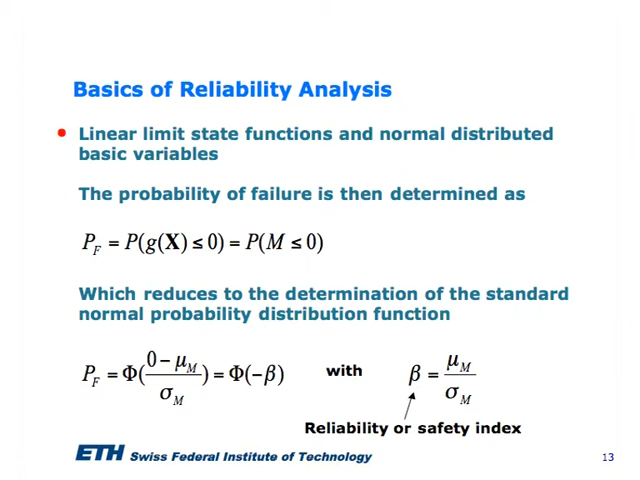 Basics of Reliability Analysis
• Linear limit state functions and normal distributed
basic variables
The probability of failure is then determined as
P_F = P(g(X) ≤ 0) = P(M ≤ 0)
Which reduces to the determination of the standard
normal probability distribution function
P_F = Φ((0 − μ_M)/σ_M) = Φ(−β) with β = μ_M/σ_M
Reliability or safety index
ETH Swiss Federal Institute of Technology 13